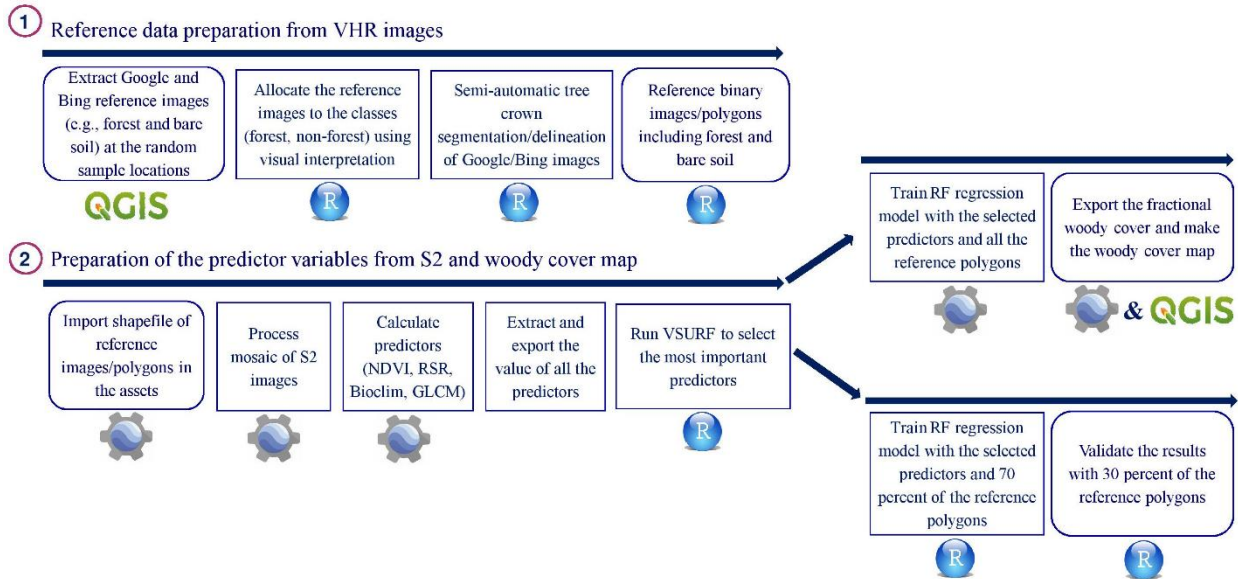 1
Reference data preparation from VHR images
Extract Google and
Bing reference images
(e.g., forest and bare
soil) at the random
sample locations
QGIS
Allocate the reference
images to the classes
(forest, non-forest) using
visual interpretation
R
Semi-automatic tree
crown
segmentation/delineation
of Google/Bing images
R
Reference binary
images/polygons
including forest and
bare soil
R
2
Preparation of the predictor variables from S2 and woody cover map
Import shapefile of
reference
images/polygons in
the assets
Process
mosaic of S2
images
Calculate
predictors
(NDVI, RSR,
Bioclim, GLCM)
Extract and
export the
value of all the
predictors
Run VSURF to select
the most important
predictors
R
Train RF regression
model with the selected
predictors and all the
reference polygons
Export the fractional
woody cover and make
the woody cover map
& QGIS
Train RF regression
model with the selected
predictors and 70
percent of the reference
polygons
R
Validate the results
with 30 percent of the
reference polygons
R